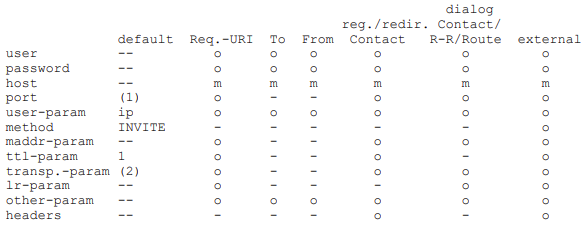 dialog
                                          reg./redir. Contact/
               default  Req.-URI  To  From  Contact   R-R/Route  external
user           --          o      o    o       o          o         o
password       --          o      o    o       o          o         o
host           --          m      m    m       m          m         m
port           (1)         o      -    -       o          o         o
user-param     ip          o      o    o       o          o         o
method         INVITE      -      -    -       -          -         o
maddr-param    --          o      -    -       o          o         o
ttl-param      1           o      -    -       o          -         o
transp.-param  (2)         o      -    -       o          o         o
lr-param       --          o      -    -       -          o         o
other-param    --          o      o    o       o          o         o
headers        --          -      -    -       o          -         o